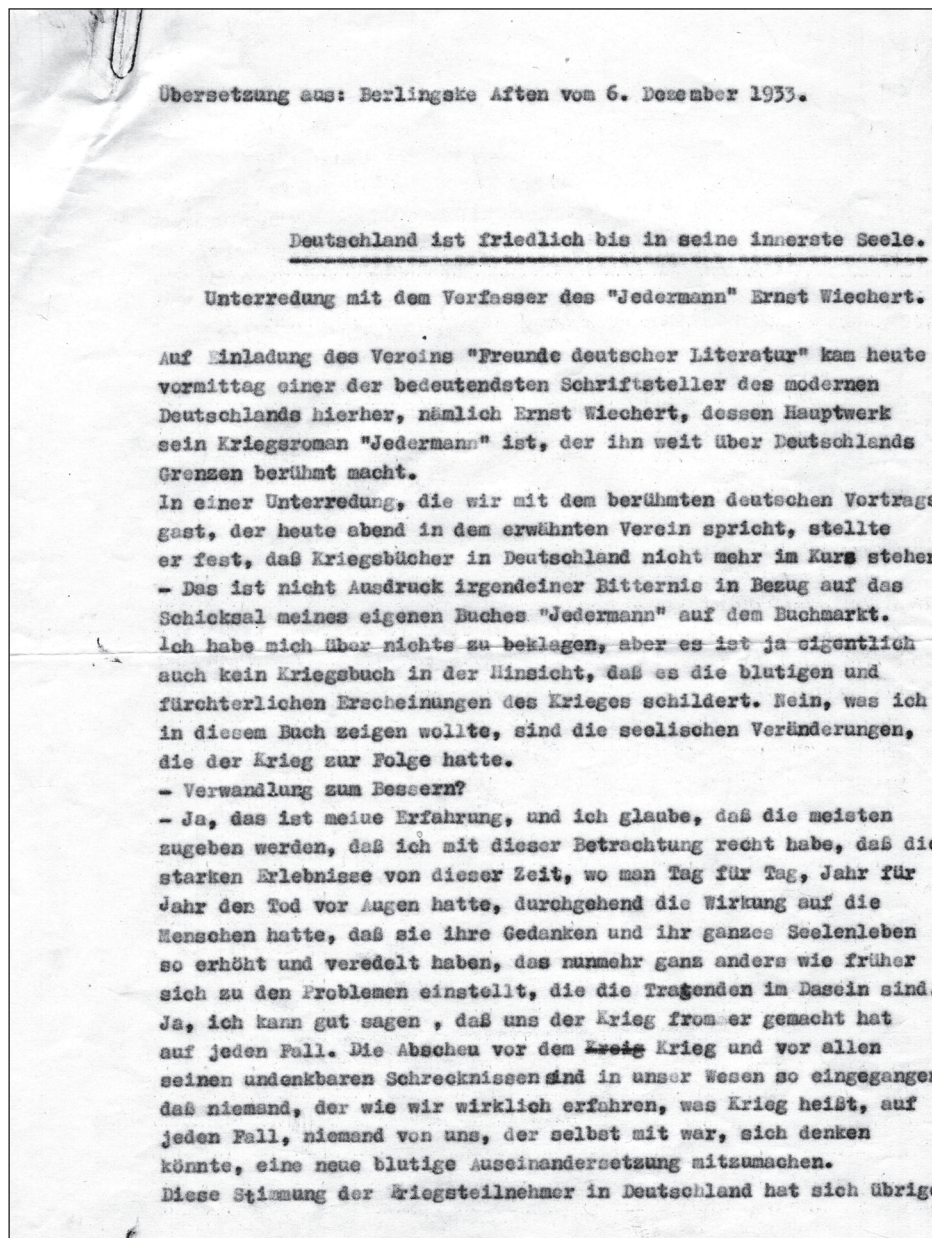 Übersetzung aus: Berlingske Aften vom 6. Dezember 1933.
Deutschland ist friedlich bis in seine innerste Seele.
Unterredung mit dem Verfasser des "Jedermann" Ernst Wiechert.
Auf Einladung des Vereins "Freunde deutscher Literatur" kam heute
vormittag einer der bedeutendsten Schriftsteller des modernen
Deutschlands hierher, nämlich Ernst Wiechert, dessen Hauptwerk
sein Kriegsroman "Jedermann" ist, der ihn weit über Deutschlands
Grenzen berühmt macht.
In einer Unterredung, die wir mit dem berühmten deutschen Vortrags
gast, der heute abend in dem erwähnten Verein spricht, stellte
er fest, daß Kriegsbücher in Deutschland nicht mehr im Kurs stehen
- Das ist nicht Ausdruck irgendeiner Bitternis in Bezug auf das
Schicksal meines eigenen Buches "Jedermann" auf dem Buchmarkt.
Ich habe mich über nichts zu beklagen, aber es ist ja eigentlich
auch kein Kriegsbuch in der Hinsicht, daß es die blutigen und
fürchterlichen Erscheinungen des Krieges schildert. Nein, was ich
in diesem Buch zeigen wollte, sind die seelischen Veränderungen,
die der Krieg zur Folge hatte.
- Verwandlung zum Bessern?
- Ja, das ist meine Erfahrung, und ich glaube, daß die meisten
zugeben werden, daß ich mit dieser Betrachtung recht habe, daß die
starken Erlebnisse von dieser Zeit, wo man Tag für Tag, Jahr für
Jahr den Tod vor Augen hatte, durchgehend die Wirkung auf die
Menschen hatte, daß sie ihre Gedanken und ihr ganzes Seelenleben
so erhöht und veredelt haben, das nunmehr ganz anders wie früher
sich zu den Problemen einstellt, die die Tragenden im Dasein sind.
Ja, ich kann gut sagen , daß uns der Krieg frommer gemacht hat
auf jeden Fall. Die Abscheu vor dem Kreig Krieg und vor allen
seinen undenkbaren Schrecknissen sind in unser Wesen so eingegangen
daß niemand, der wie wir wirklich erfahren, was Krieg heißt, auf
jeden Fall, niemand von uns, der selbst mit war, sich denken
könnte, eine neue blutige Auseinandersetzung mitzumachen.
Diese Stimmung der Kriegsteilnehmer in Deutschland hat sich übrige